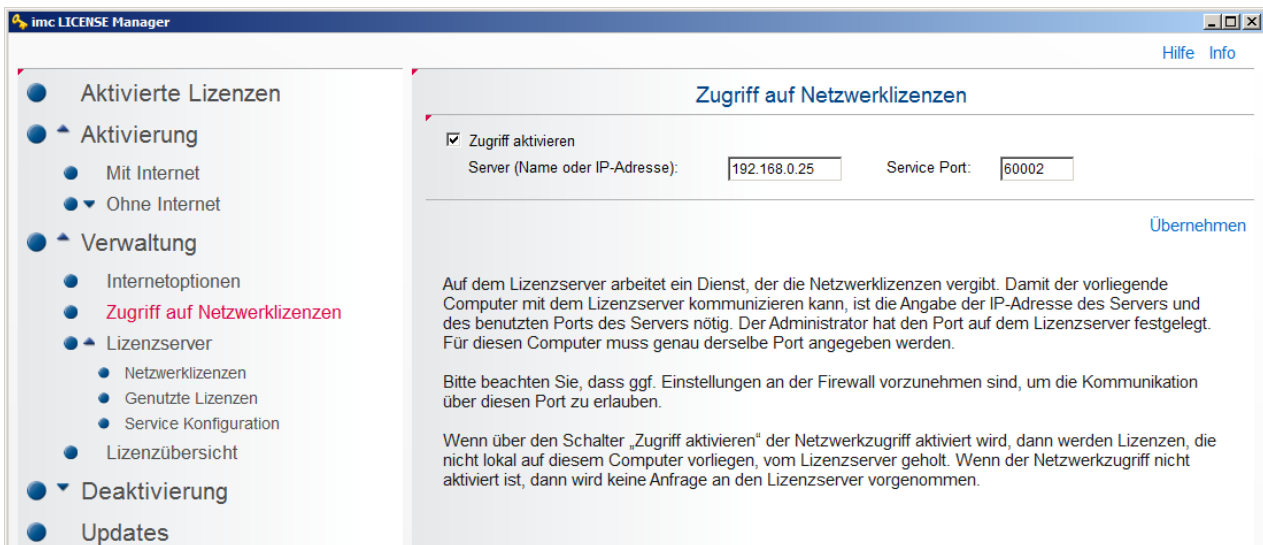 imc LICENSE Manager
Hilfe Info
Aktivierte Lizenzen
Aktivierung
Mit Internet
Ohne Internet
Verwaltung
Internetoptionen
Zugriff auf Netzwerklizenzen
Lizenzserver
Netzwerklizenzen
Genutzte Lizenzen
Service Konfiguration
Lizenzübersicht
Deaktivierung
Updates
Zugriff auf Netzwerklizenzen
Zugriff aktivieren
Server (Name oder IP-Adresse): 192.168.0.25 Service Port: 60002
Übernehmen
Auf dem Lizenzserver arbeitet ein Dienst, der die Netzwerklizenzen vergibt. Damit der vorliegende
Computer mit dem Lizenzserver kommunizieren kann, ist die Angabe der IP-Adresse des Servers und
des benutzten Ports des Servers nötig. Der Administrator hat den Port auf dem Lizenzserver festgelegt.
Für diesen Computer muss genau derselbe Port angegeben werden.
Bitte beachten Sie, dass ggf. Einstellungen an der Firewall vorzunehmen sind, um die Kommunikation
über diesen Port zu erlauben.
Wenn über den Schalter „Zugriff aktivieren“ der Netzwerkzugriff aktiviert wird, dann werden Lizenzen, die
nicht lokal auf diesem Computer vorliegen, vom Lizenzserver geholt. Wenn der Netzwerkzugriff nicht
aktiviert ist, dann wird keine Anfrage an den Lizenzserver vorgenommen.